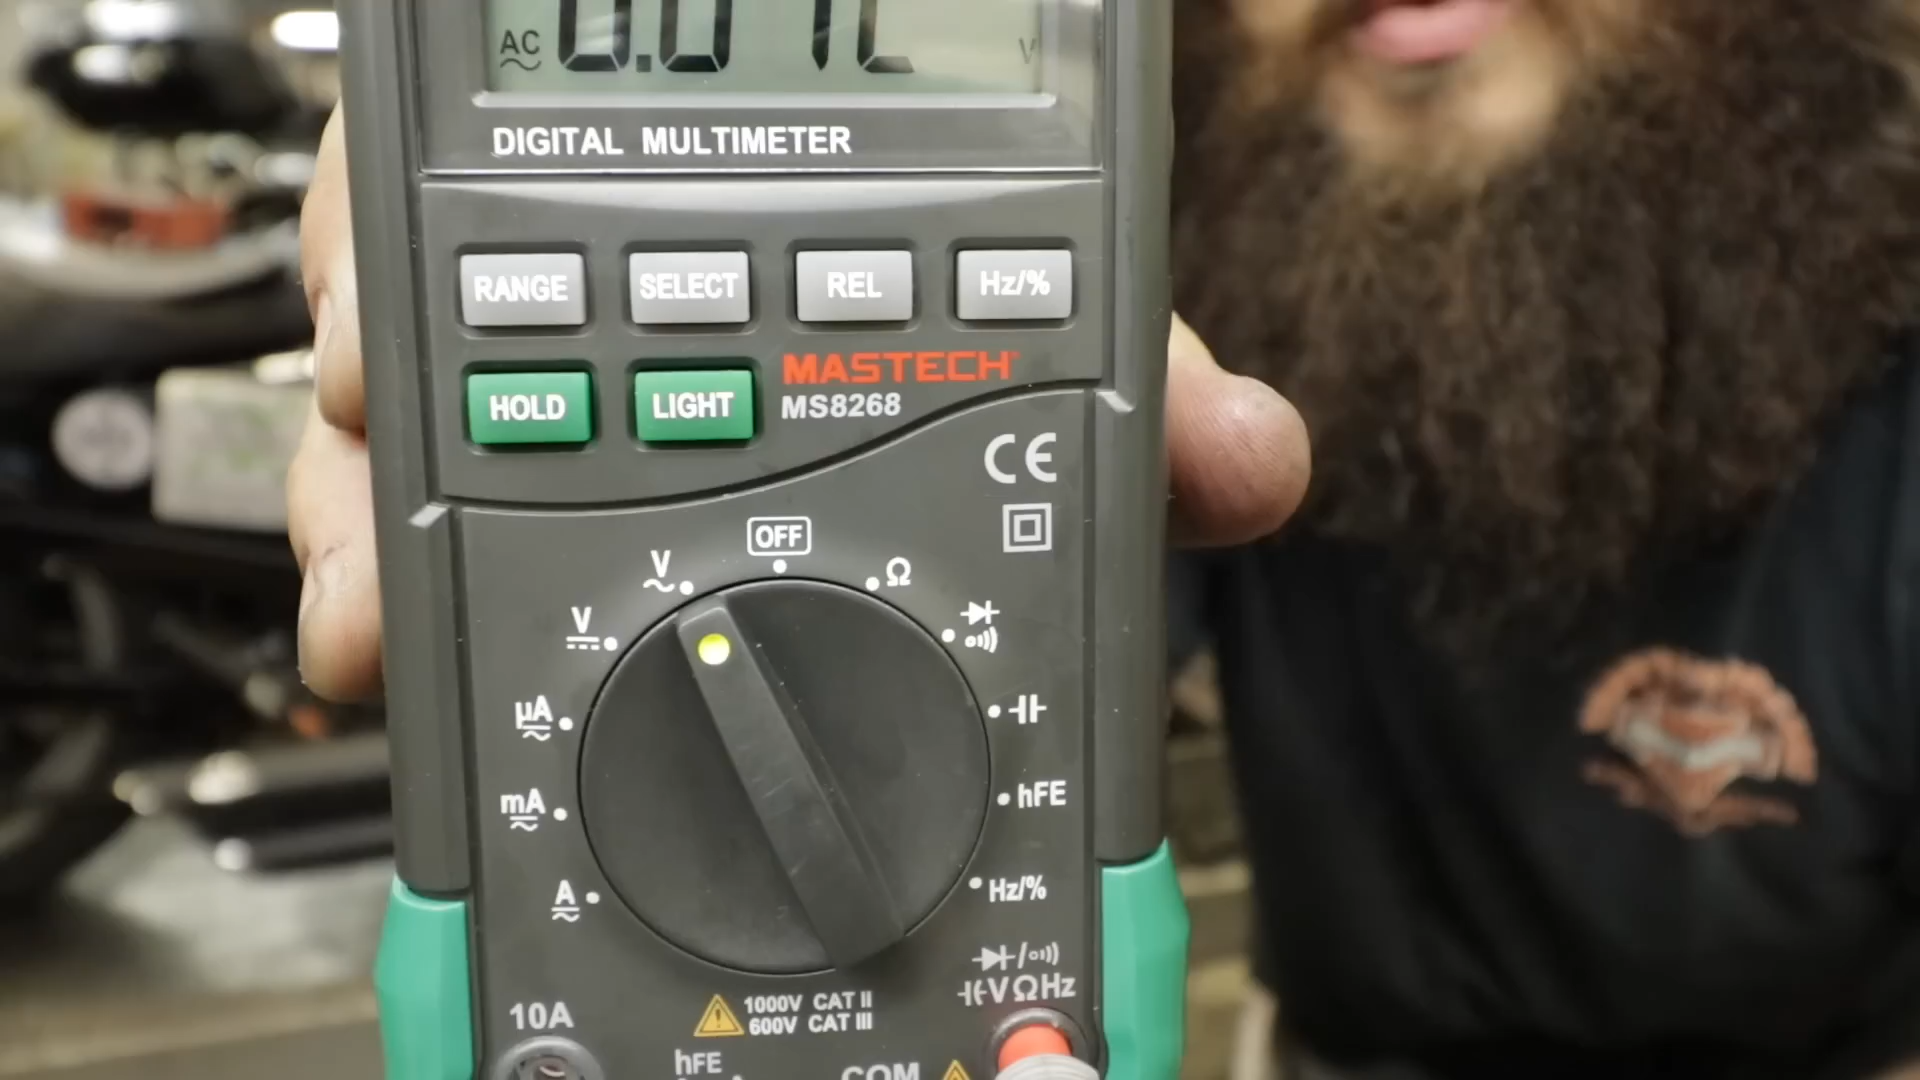 AC
DIGITAL MULTIMETER
RANGE SELECT REL Hz/%
HOLD LIGHT
MASTECH
MS8268
CE
OFF
V
Ω
V
µA
mA
hFE
A
Hz/%
VΩHz
10A
1000V CAT II
600V CAT III
hFE
COM